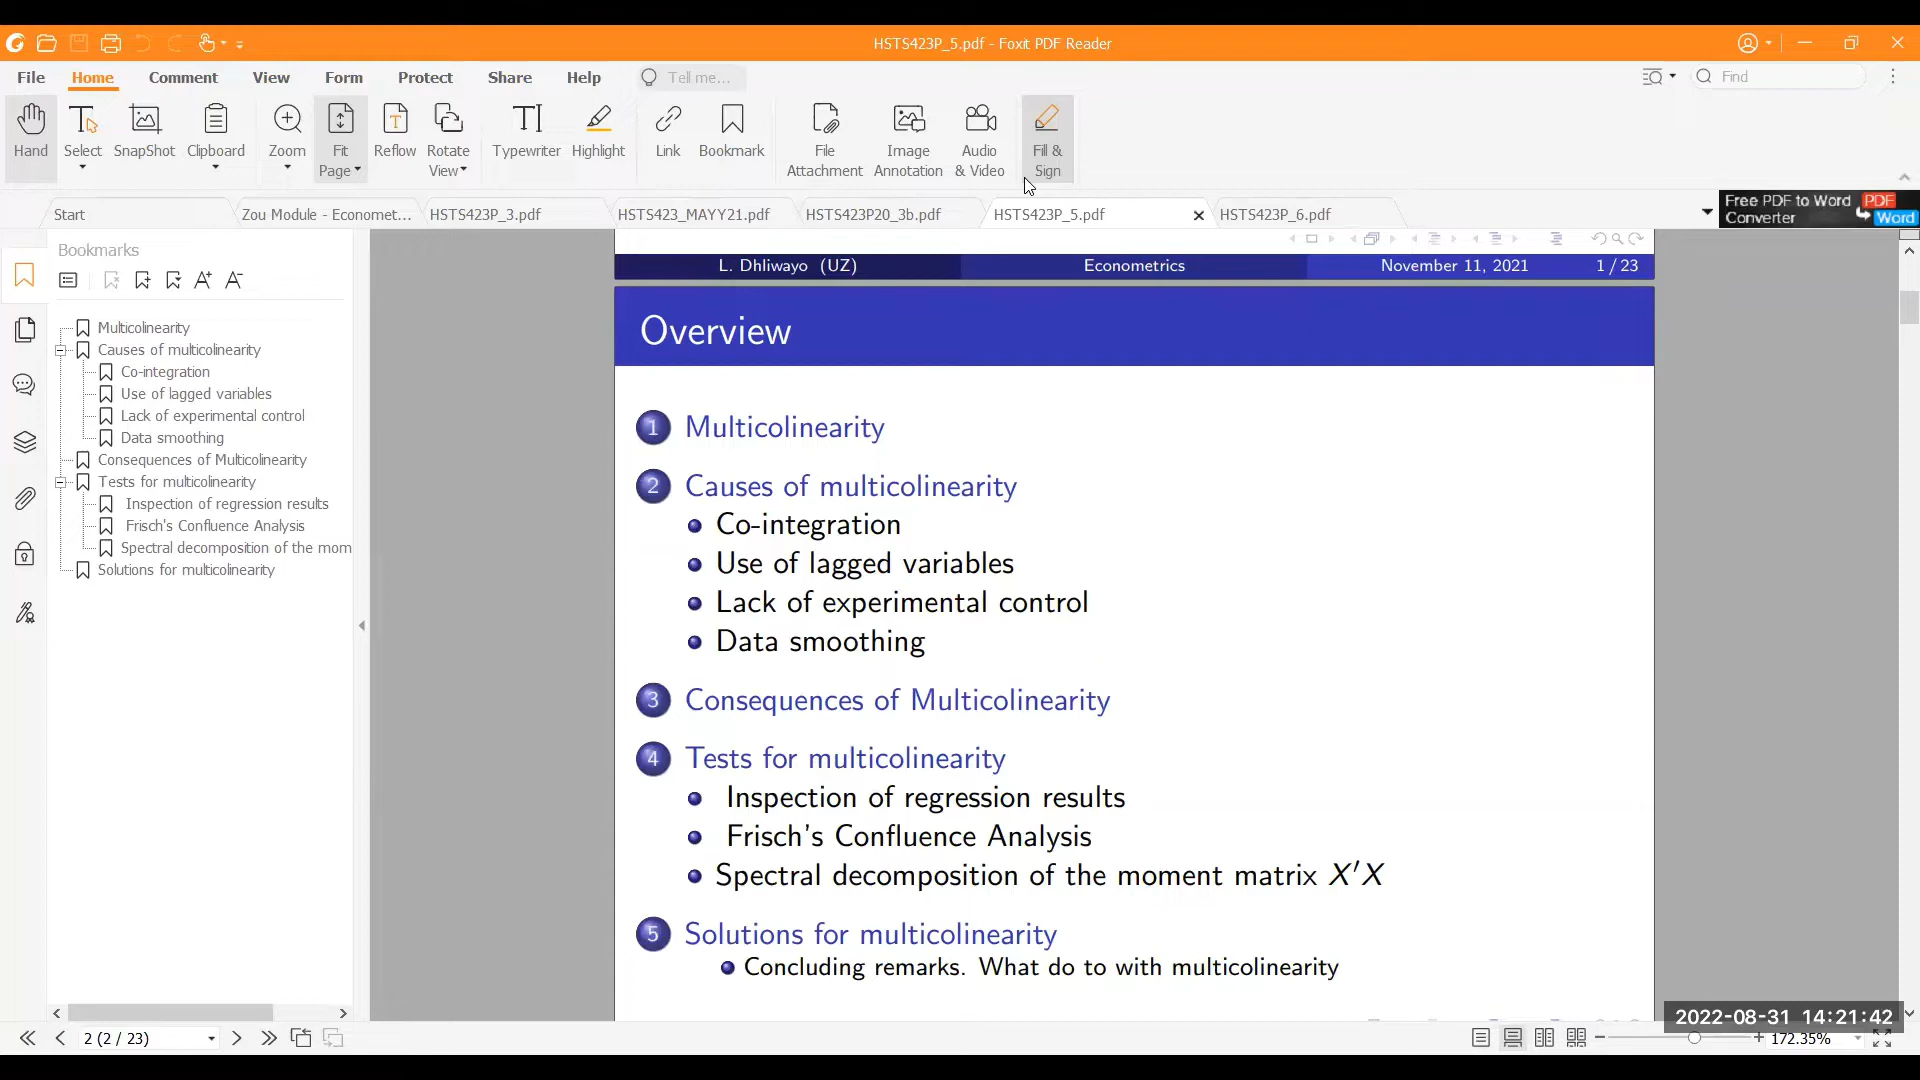 HSTS423P_5.pdf - Foxit PDF Reader
File Home Comment View Form Protect Share Help Tell me... Find
Hand Select SnapShot Clipboard Zoom Fit Page Reflow Rotate View Typewriter Highlight Link Bookmark File Attachment Image Annotation Audio & Video Fill & Sign
Start Zou Module - Economet... HSTS423P_3.pdf HSTS423_MAYY21.pdf HSTS423P20_3b.pdf HSTS423P_5.pdf HSTS423P_6.pdf
Free PDF to Word Converter PDF Word
Bookmarks
Multicolinearity
Causes of multicolinearity
Co-integration
Use of lagged variables
Lack of experimental control
Data smoothing
Consequences of Multicolinearity
Tests for multicolinearity
Inspection of regression results
Frisch's Confluence Analysis
Spectral decomposition of the mom
Solutions for multicolinearity
L. Dhliwayo (UZ) Econometrics November 11, 2021 1 / 23
Overview
1 Multicolinearity
2 Causes of multicolinearity
Co-integration
Use of lagged variables
Lack of experimental control
Data smoothing
3 Consequences of Multicolinearity
4 Tests for multicolinearity
Inspection of regression results
Frisch's Confluence Analysis
Spectral decomposition of the moment matrix X′X
5 Solutions for multicolinearity
Concluding remarks. What do to with multicolinearity
2022-08-31 14:21:42
2 (2 / 23)
172.35%